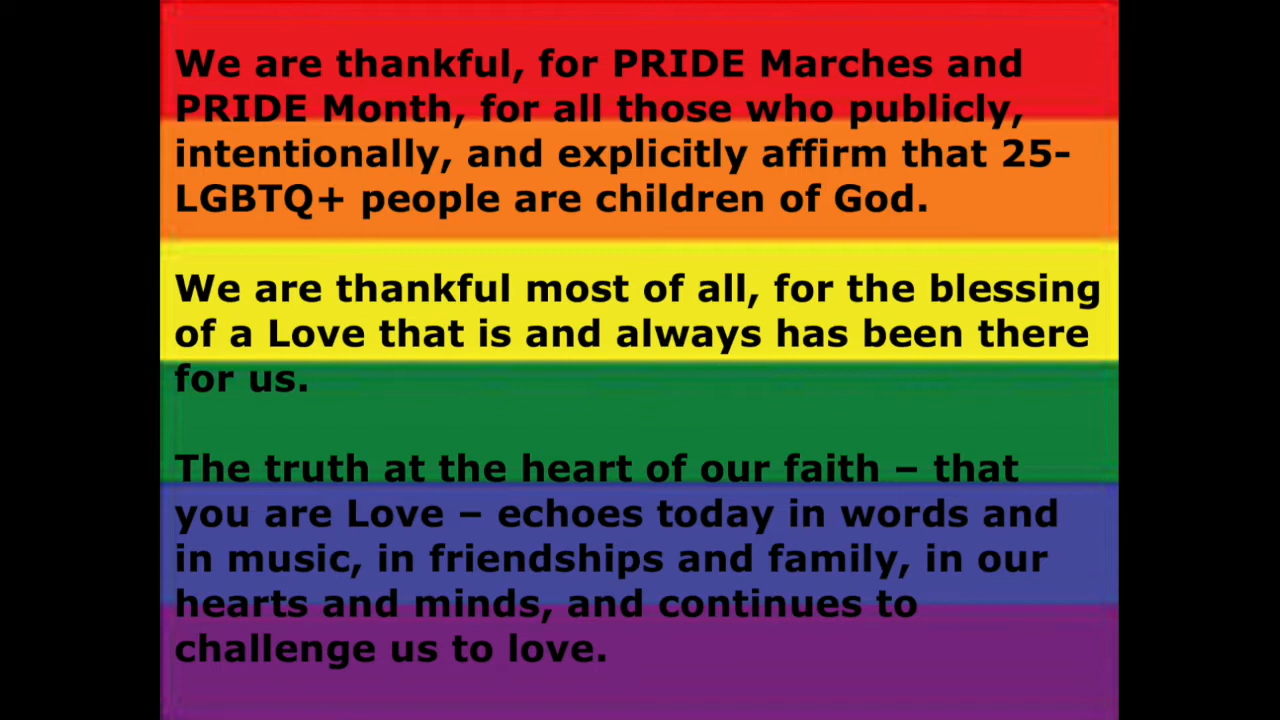 We are thankful, for PRIDE Marches and
PRIDE Month, for all those who publicly,
intentionally, and explicitly affirm that 25-
LGBTQ+ people are children of God.
We are thankful most of all, for the blessing
of a Love that is and always has been there
for us.
The truth at the heart of our faith – that
you are Love – echoes today in words and
in music, in friendships and family, in our
hearts and minds, and continues to
challenge us to love.